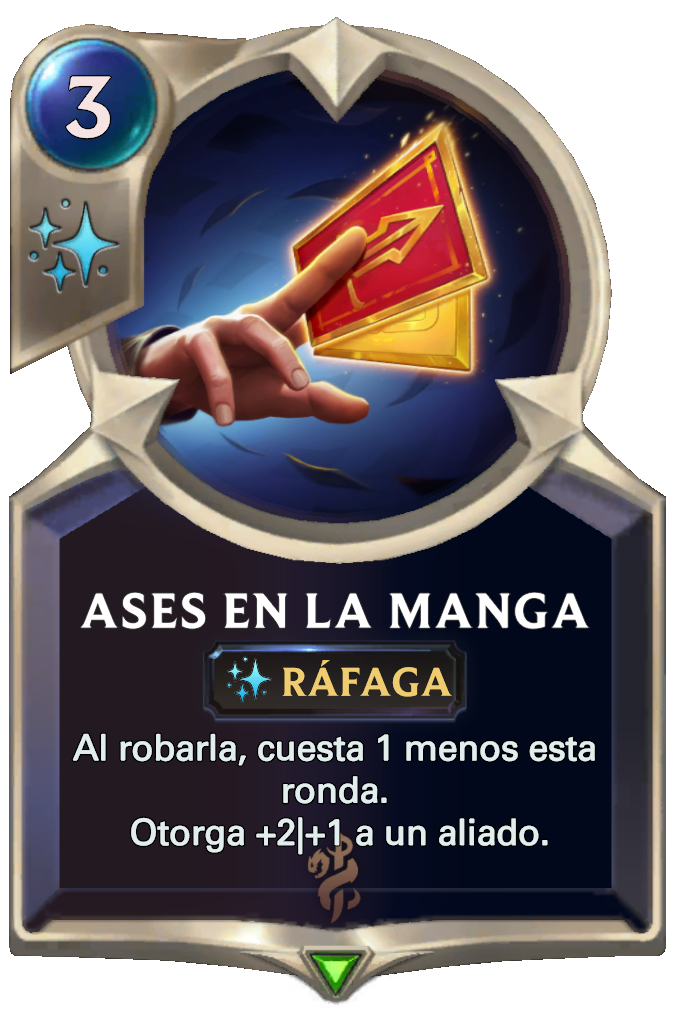 3
ASES EN LA MANGA
RÁFAGA
Al robarla, cuesta 1 menos esta
ronda.
Otorga +2|+1 a un aliado.